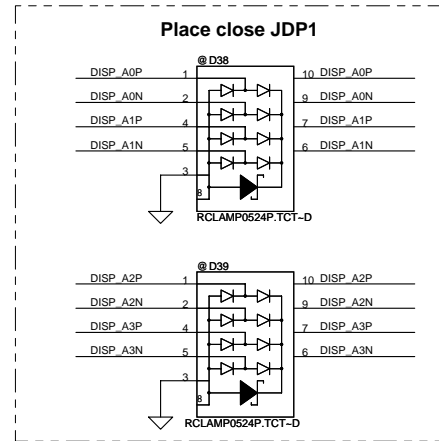 Place close JDP1
@D38
DISP_A0P 1 10 DISP_A0P
DISP_A0N 2 9 DISP_A0N
DISP_A1P 4 7 DISP_A1P
DISP_A1N 5 6 DISP_A1N
3
8
RCLAMP0524P.TCT~D
@D39
DISP_A2P 1 10 DISP_A2P
DISP_A2N 2 9 DISP_A2N
DISP_A3P 4 7 DISP_A3P
DISP_A3N 5 6 DISP_A3N
3
8
RCLAMP0524P.TCT~D